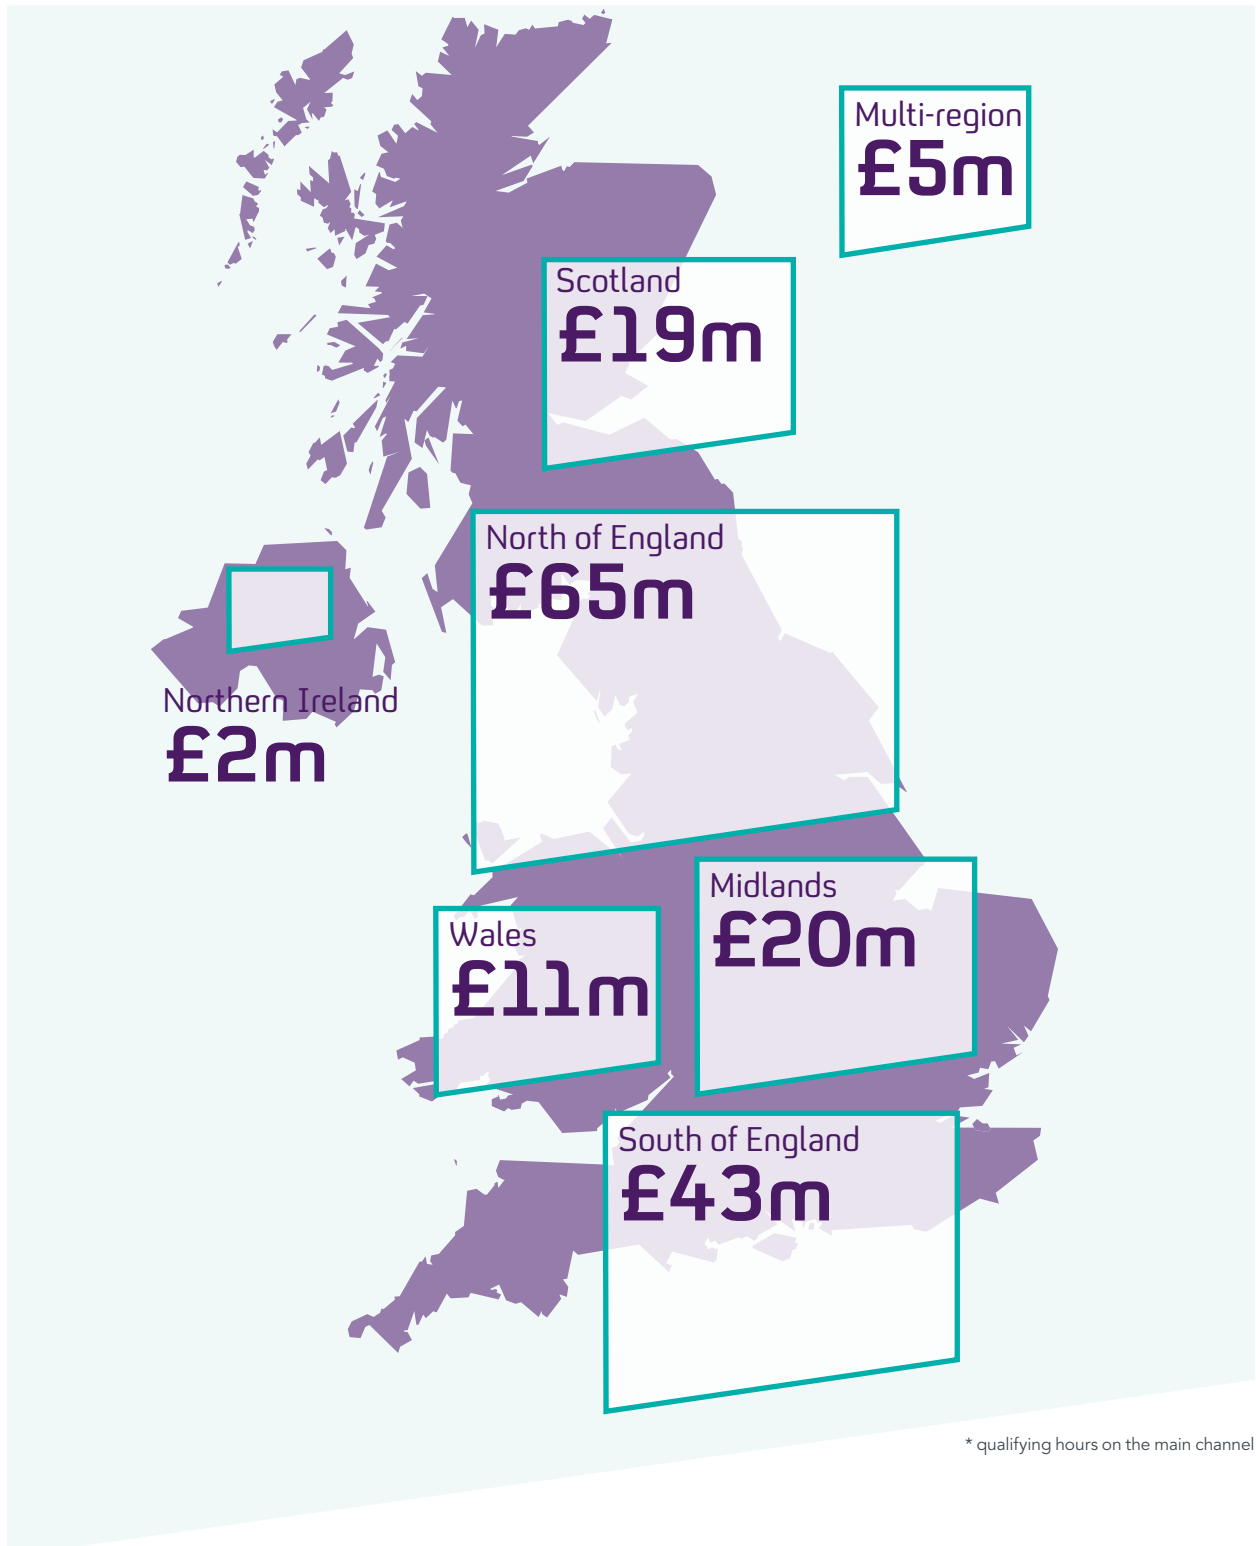 Multi-region
£5m
Scotland
£19m
North of England
£65m
Northern Ireland
£2m
Midlands
£20m
Wales
£11m
South of England
£43m
* qualifying hours on the main channel